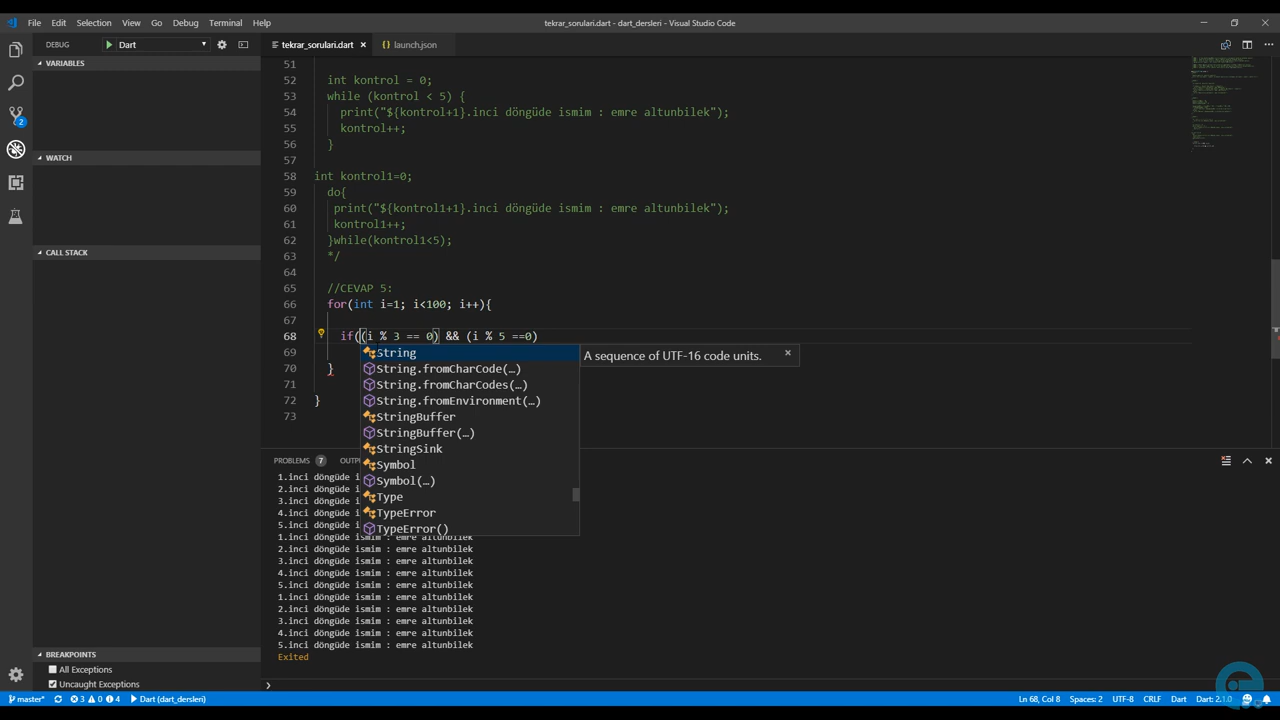 File Edit Selection View Go Debug Terminal Help
tekrar_sorulari.dart - dart_dersleri - Visual Studio Code
DEBUG Dart
tekrar_sorulari.dart × launch.json
VARIABLES
WATCH
CALL STACK
BREAKPOINTS
All Exceptions
Uncaught Exceptions
51
52 int kontrol = 0;
53 while (kontrol < 5) {
54 print("${kontrol+1}.inci döngüde ismim : emre altunbilek");
55 kontrol++;
56 }
57
58 int kontrol1=0;
59 do{
60 print("${kontrol1+1}.inci döngüde ismim : emre altunbilek");
61 kontrol1++;
62 }while(kontrol1<5);
63 */
64
65 //CEVAP 5:
66 for(int i=1; i<100; i++){
67
68 if((i % 3 == 0) && (i % 5 ==0)
69
70 }
71
72 }
73
String
String.fromCharCode(…)
String.fromCharCodes(…)
String.fromEnvironment(…)
StringBuffer
StringBuffer(…)
StringSink
Symbol
Symbol(…)
Type
TypeError
TypeError()
A sequence of UTF-16 code units. ×
PROBLEMS 7 OUTP
1.inci döngüde i
2.inci döngüde i
3.inci döngüde i
4.inci döngüde i
5.inci döngüde i
1.inci döngüde ismim : emre altunbilek
2.inci döngüde ismim : emre altunbilek
3.inci döngüde ismim : emre altunbilek
4.inci döngüde ismim : emre altunbilek
5.inci döngüde ismim : emre altunbilek
1.inci döngüde ismim : emre altunbilek
2.inci döngüde ismim : emre altunbilek
3.inci döngüde ismim : emre altunbilek
4.inci döngüde ismim : emre altunbilek
5.inci döngüde ismim : emre altunbilek
Exited
2
master* 3 0 4 Dart (dart_dersleri) Ln 68, Col 8 Spaces: 2 UTF-8 CRLF Dart Dart: 2.1.0